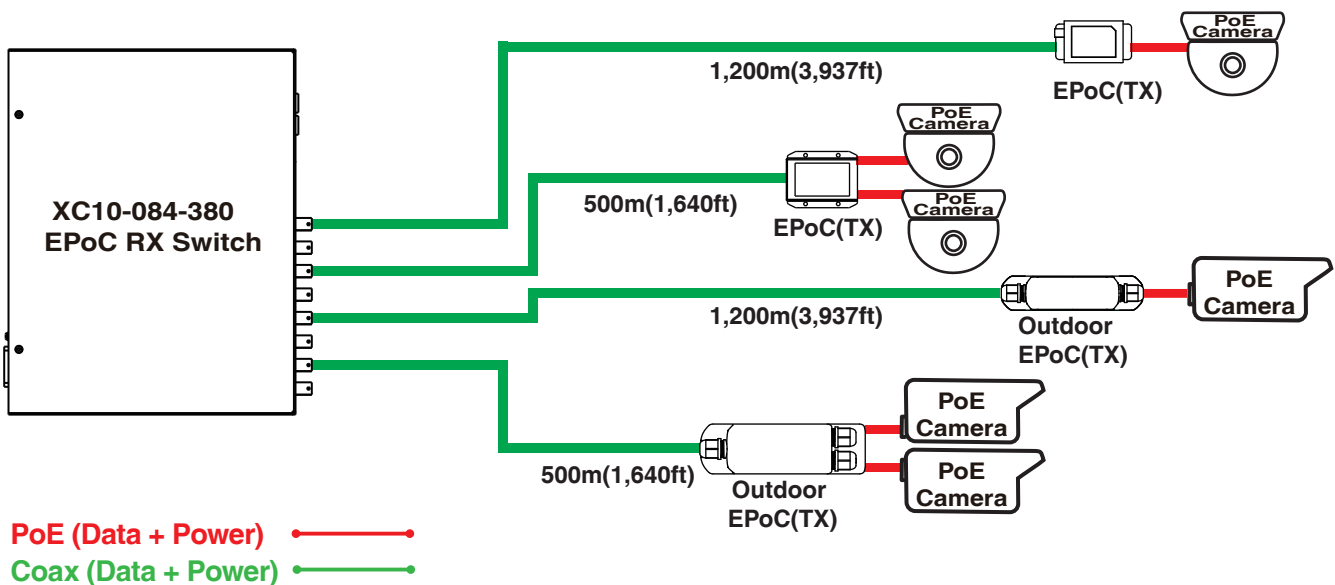 PoE
Camera
1,200m(3,937ft)
EPoC(TX)
PoE
Camera
XC10-084-380
EPoC RX Switch
500m(1,640ft)
EPoC(TX)
PoE
Camera
PoE
Camera
1,200m(3,937ft)
Outdoor
EPoC(TX)
PoE
Camera
500m(1,640ft)
Outdoor
EPoC(TX)
PoE
Camera
PoE (Data + Power)
Coax (Data + Power)